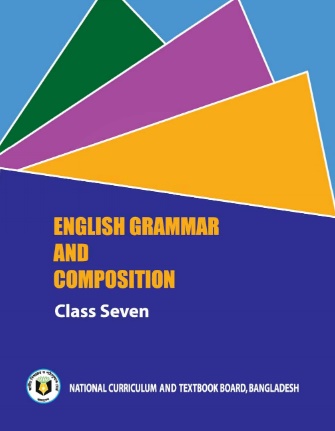 ENGLISH GRAMMAR
AND
COMPOSITION
Class Seven
NATIONAL CURRICULUM AND TEXTBOOK BOARD, BANGLADESH